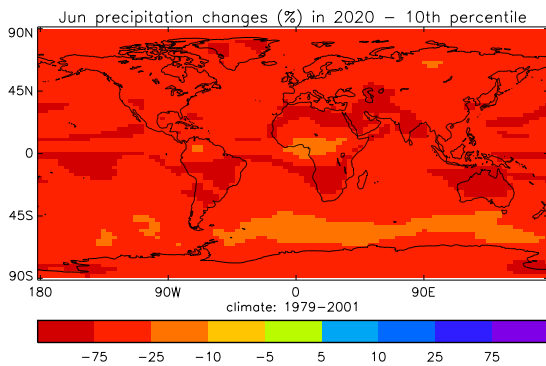 Jun precipitation changes (%) in 2020 − 10th percentile
90N
45N
0
45S
90S
180 90W 0 90E
climate: 1979−2001
−75 −25 −10 −5 5 10 25 75